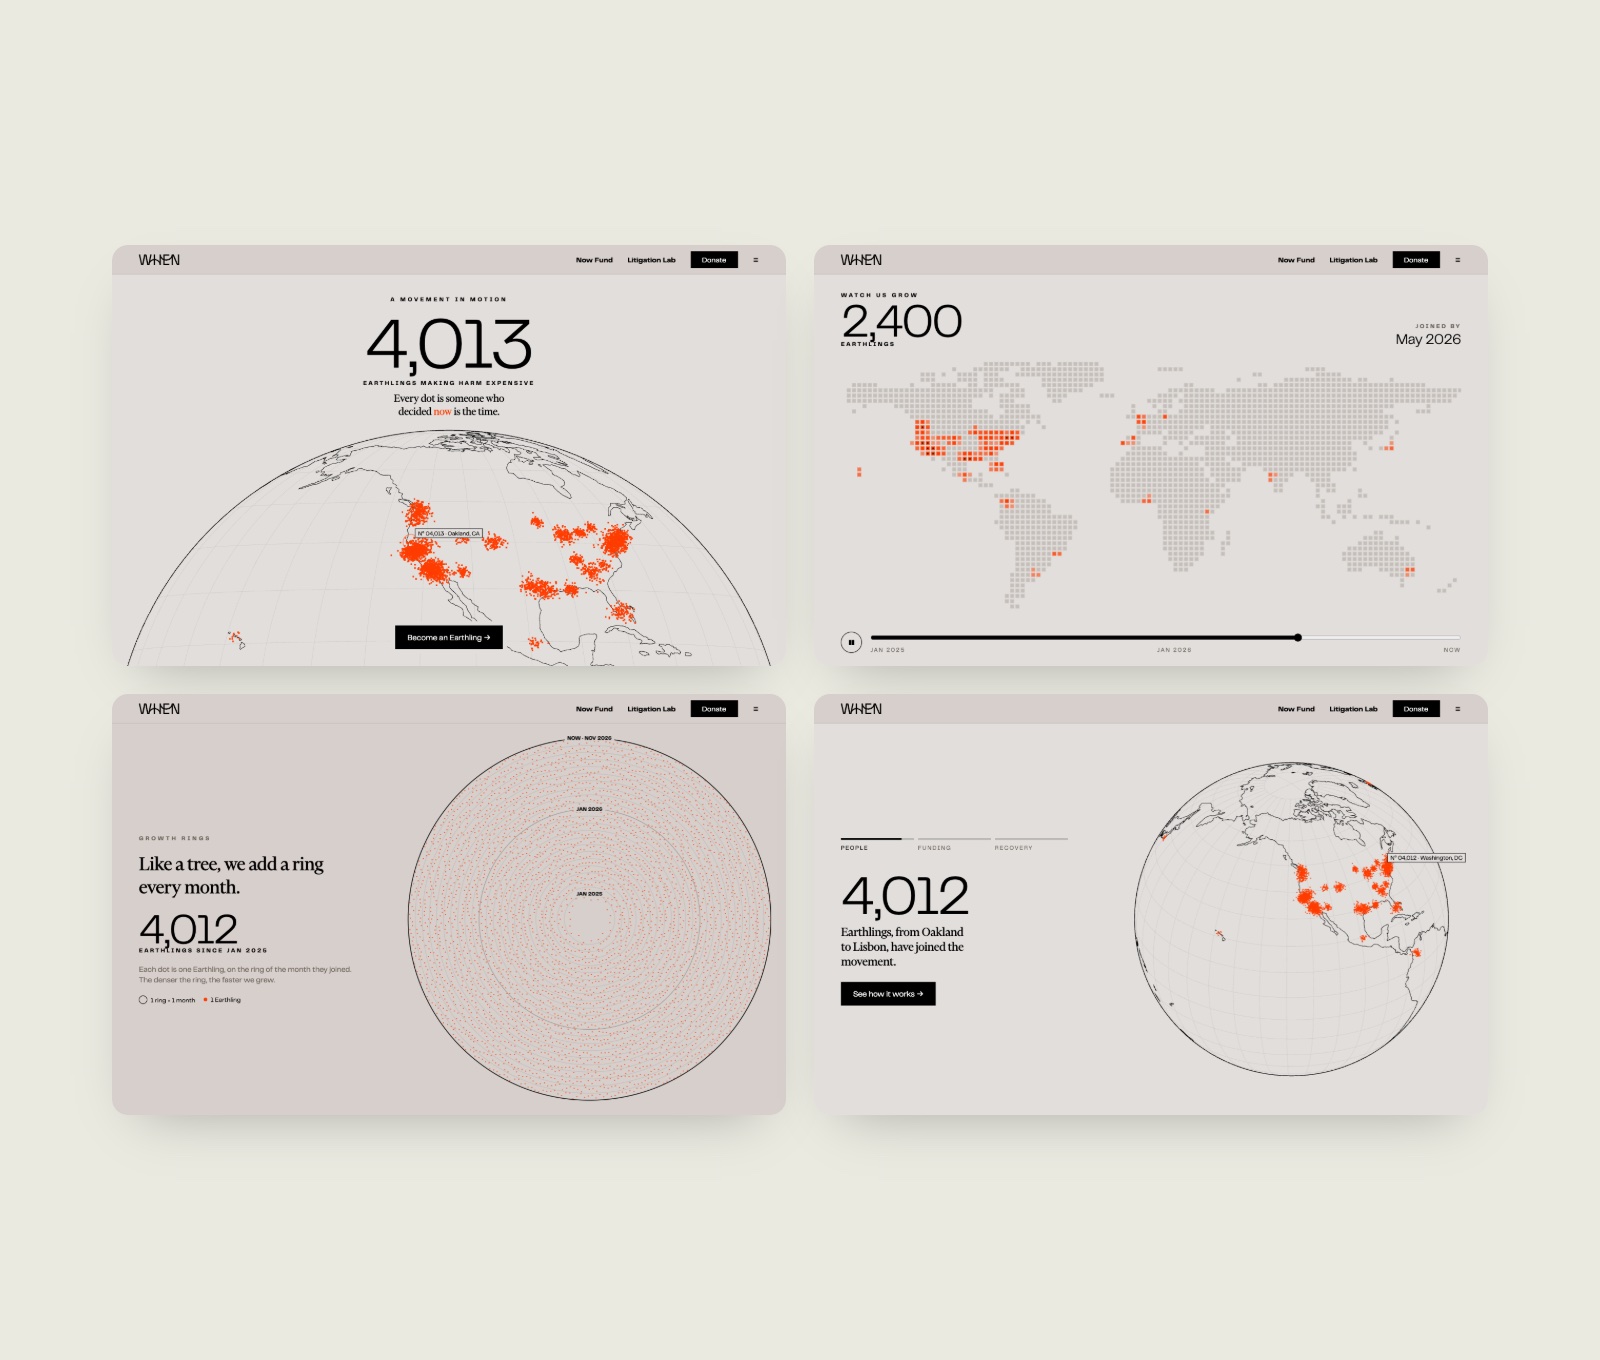 WHEN
Now Fund Litigation Lab Donate
A MOVEMENT IN MOTION
4,013
EARTHLINGS MAKING HARM EXPENSIVE
Every dot is someone who
decided now is the time.
N° 04,013 · Oakland, CA
Become an Earthling →
WHEN
Now Fund Litigation Lab Donate
WATCH US GROW
2,400
EARTHLINGS
JOINED BY
May 2026
JAN 2025 JAN 2026 NOW
WHEN
Now Fund Litigation Lab Donate
NOW · NOV 2026
JAN 2026
JAN 2025
GROWTH RINGS
Like a tree, we add a ring
every month.
4,012
EARTHLINGS SINCE JAN 2025
Each dot is one Earthling, on the ring of the month they joined.
The denser the ring, the faster we grew.
1 ring = 1 month 1 Earthling
WHEN
Now Fund Litigation Lab Donate
PEOPLE FUNDING RECOVERY
N° 04,012 · Washington, DC
4,012
Earthlings, from Oakland
to Lisbon, have joined the
movement.
See how it works →